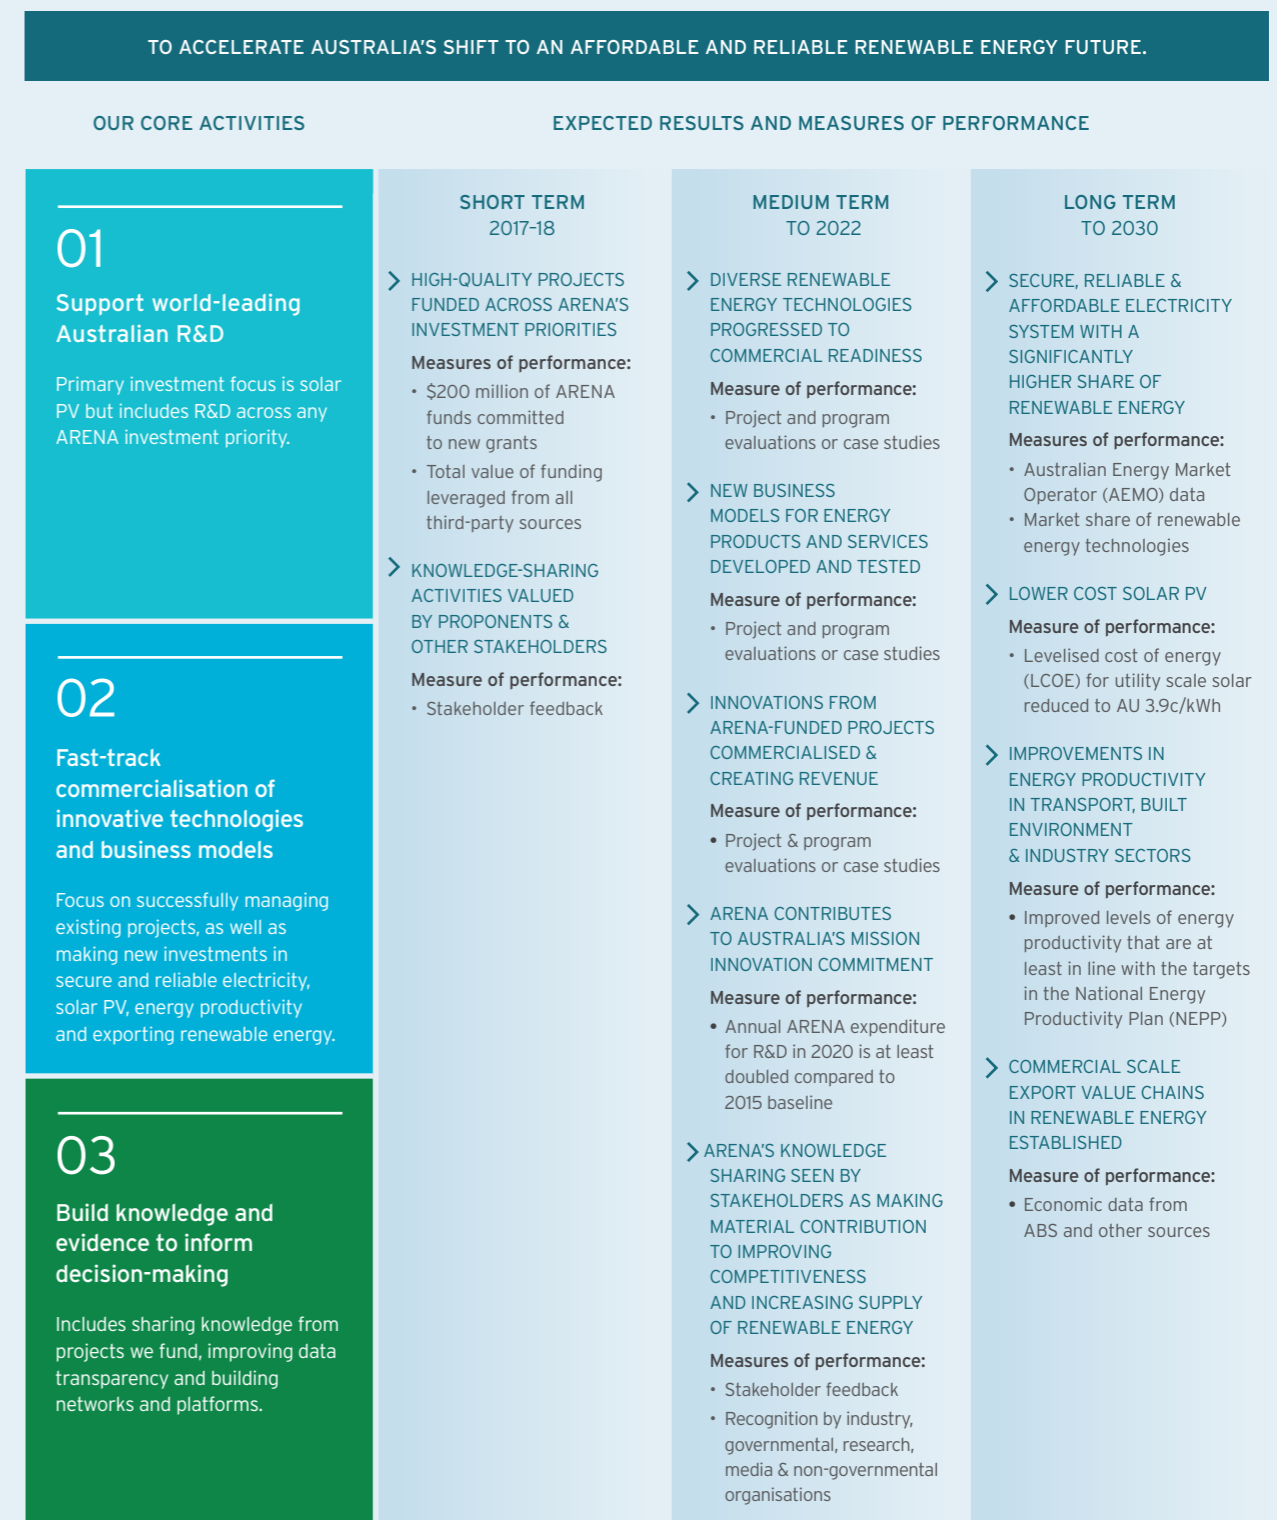 TO ACCELERATE AUSTRALIA'S SHIFT TO AN AFFORDABLE AND RELIABLE RENEWABLE ENERGY FUTURE.
OUR CORE ACTIVITIES
EXPECTED RESULTS AND MEASURES OF PERFORMANCE
01
Support world-leading
Australian R&D
Primary investment focus is solar
PV but includes R&D across any
ARENA investment priority.
02
Fast-track
commercialisation of
innovative technologies
and business models
Focus on successfully managing
existing projects, as well as
making new investments in
secure and reliable electricity,
solar PV, energy productivity
and exporting renewable energy.
03
Build knowledge and
evidence to inform
decision-making
Includes sharing knowledge from
projects we fund, improving data
transparency and building
networks and platforms.
SHORT TERM
2017–18
HIGH-QUALITY PROJECTS
FUNDED ACROSS ARENA'S
INVESTMENT PRIORITIES
Measures of performance:
• $200 million of ARENA
funds committed
to new grants
• Total value of funding
leveraged from all
third-party sources
KNOWLEDGE-SHARING
ACTIVITIES VALUED
BY PROPONENTS &
OTHER STAKEHOLDERS
Measure of performance:
• Stakeholder feedback
MEDIUM TERM
TO 2022
DIVERSE RENEWABLE
ENERGY TECHNOLOGIES
PROGRESSED TO
COMMERCIAL READINESS
Measure of performance:
• Project and program
evaluations or case studies
NEW BUSINESS
MODELS FOR ENERGY
PRODUCTS AND SERVICES
DEVELOPED AND TESTED
Measure of performance:
• Project and program
evaluations or case studies
INNOVATIONS FROM
ARENA-FUNDED PROJECTS
COMMERCIALISED &
CREATING REVENUE
Measure of performance:
• Project & program
evaluations or case studies
ARENA CONTRIBUTES
TO AUSTRALIA'S MISSION
INNOVATION COMMITMENT
Measure of performance:
• Annual ARENA expenditure
for R&D in 2020 is at least
doubled compared to
2015 baseline
ARENA'S KNOWLEDGE
SHARING SEEN BY
STAKEHOLDERS AS MAKING
MATERIAL CONTRIBUTION
TO IMPROVING
COMPETITIVENESS
AND INCREASING SUPPLY
OF RENEWABLE ENERGY
Measures of performance:
• Stakeholder feedback
• Recognition by industry,
governmental, research,
media & non-governmental
organisations
LONG TERM
TO 2030
SECURE, RELIABLE &
AFFORDABLE ELECTRICITY
SYSTEM WITH A
SIGNIFICANTLY
HIGHER SHARE OF
RENEWABLE ENERGY
Measures of performance:
• Australian Energy Market
Operator (AEMO) data
• Market share of renewable
energy technologies
LOWER COST SOLAR PV
Measure of performance:
• Levelised cost of energy
(LCOE) for utility scale solar
reduced to AU 3.9c/kWh
IMPROVEMENTS IN
ENERGY PRODUCTIVITY
IN TRANSPORT, BUILT
ENVIRONMENT
& INDUSTRY SECTORS
Measure of performance:
• Improved levels of energy
productivity that are at
least in line with the targets
in the National Energy
Productivity Plan (NEPP)
COMMERCIAL SCALE
EXPORT VALUE CHAINS
IN RENEWABLE ENERGY
ESTABLISHED
Measure of performance:
• Economic data from
ABS and other sources